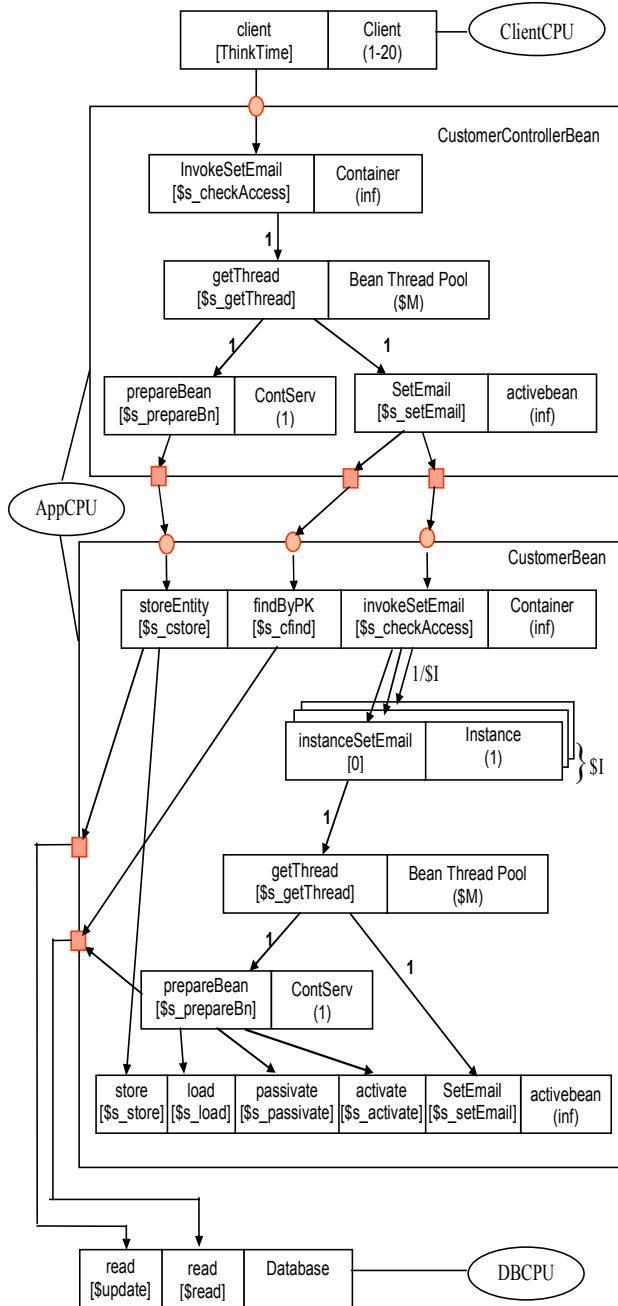 client
[ThinkTime]
Client
(1-20)
ClientCPU
CustomerControllerBean
InvokeSetEmail
[$s_checkAccess]
Container
(inf)
1
getThread
[$s_getThread]
Bean Thread Pool
($M)
1
1
prepareBean
[$s_prepareBn]
ContServ
(1)
SetEmail
[$s_setEmail]
activebean
(inf)
AppCPU
CustomerBean
storeEntity
[$s_cstore]
findByPK
[$s_cfind]
invokeSetEmail
[$s_checkAccess]
Container
(inf)
1/$I
instanceSetEmail
[0]
Instance
(1)
} $I
1
getThread
[$s_getThread]
Bean Thread Pool
($M)
1
1
prepareBean
[$s_prepareBn]
ContServ
(1)
store
[$s_store]
load
[$s_load]
passivate
[$s_passivate]
activate
[$s_activate]
SetEmail
[$s_setEmail]
activebean
(inf)
read
[$update]
read
[$read]
Database
DBCPU